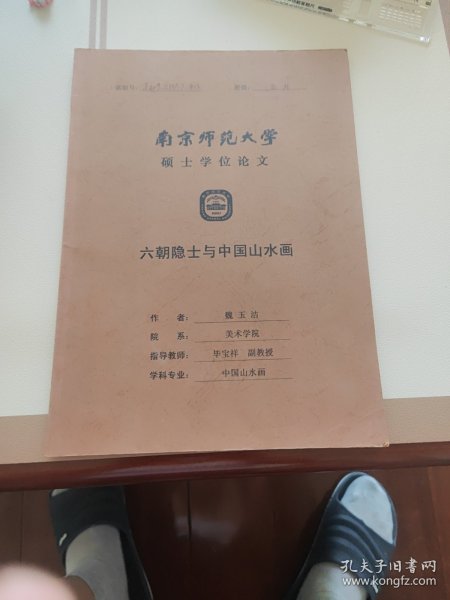 南京师范大学
硕士学位论文
六朝隐士与中国山水画
作 者: 魏玉洁
院 系: 美术学院
指导教师: 毕宝祥 副教授
学科专业: 中国山水画
孔夫子旧书网
www.kongfz.com